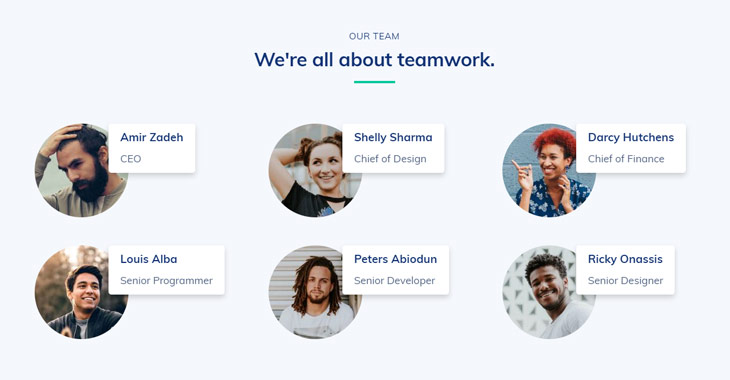 OUR TEAM
We're all about teamwork.
Amir Zadeh
CEO
Shelly Sharma
Chief of Design
Darcy Hutchens
Chief of Finance
Louis Alba
Senior Programmer
Peters Abiodun
Senior Developer
Ricky Onassis
Senior Designer